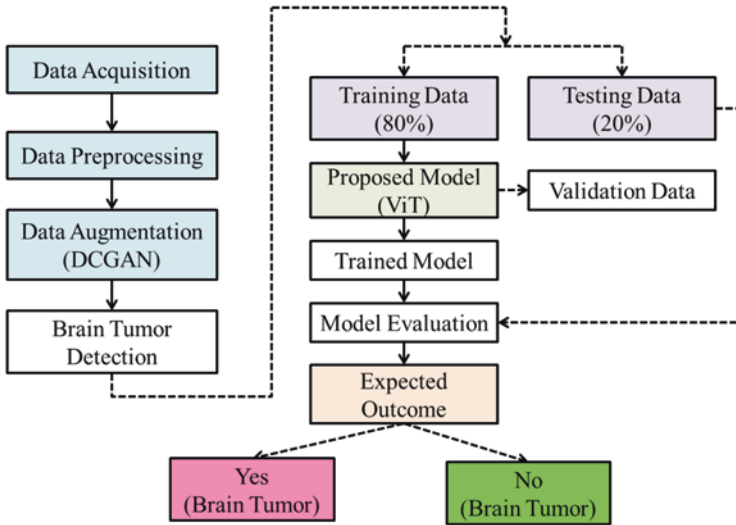 Data Acquisition
Data Preprocessing
Data Augmentation
(DCGAN)
Brain Tumor
Detection
Training Data
(80%)
Testing Data
(20%)
Proposed Model
(ViT)
Validation Data
Trained Model
Model Evaluation
Expected
Outcome
Yes
(Brain Tumor)
No
(Brain Tumor)